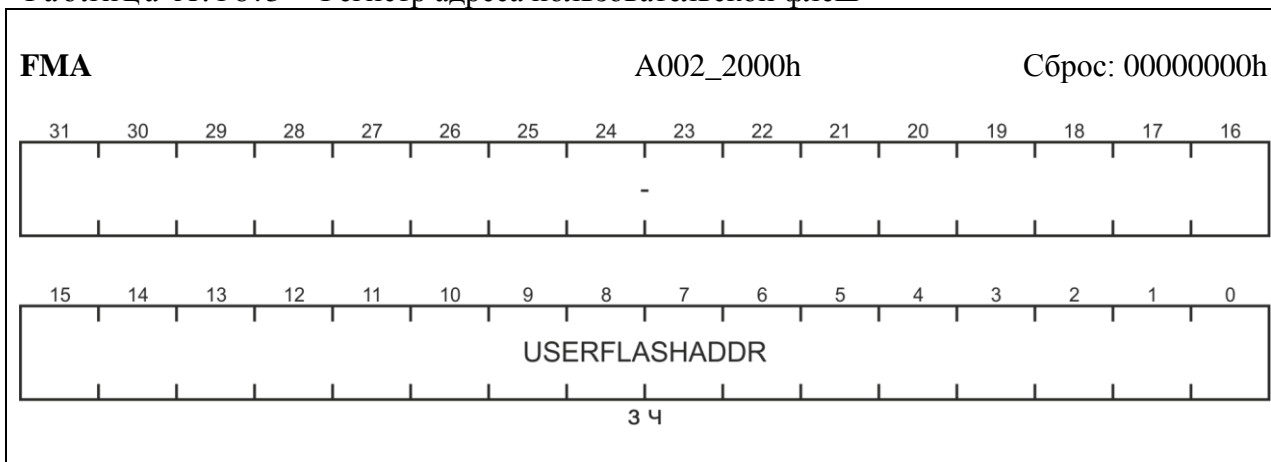 FMA A002_2000h Сброс: 00000000h
31 30 29 28 27 26 25 24 23 22 21 20 19 18 17 16
-
15 14 13 12 11 10 9 8 7 6 5 4 3 2 1 0
USERFLASHADDR
З Ч